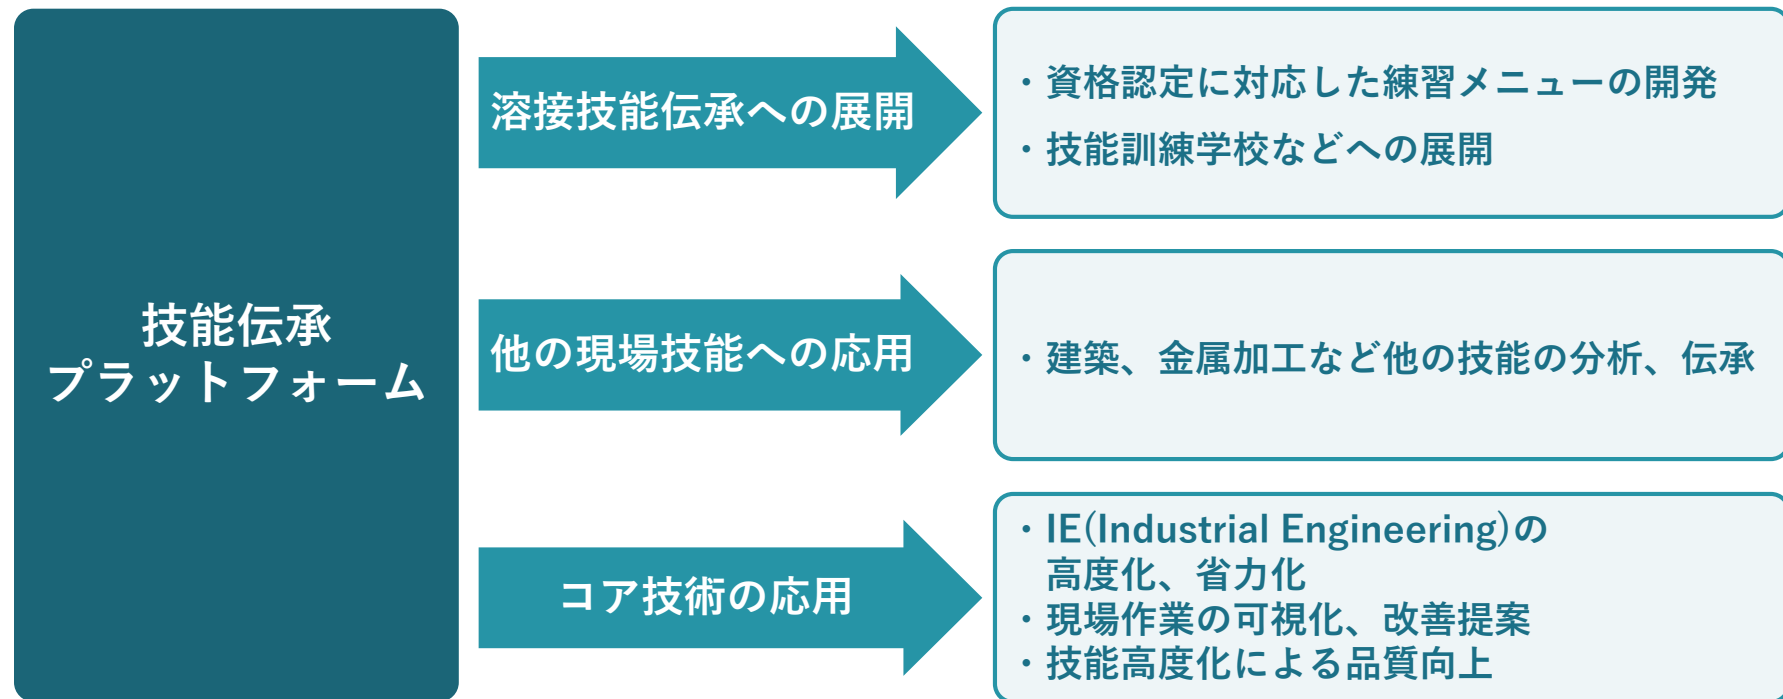 技能伝承
プラットフォーム
溶接技能伝承への展開
・資格認定に対応した練習メニューの開発
・技能訓練学校などへの展開
他の現場技能への応用
・建築、金属加工など他の技能の分析、伝承
コア技術の応用
・IE(Industrial Engineering)の
高度化、省力化
・現場作業の可視化、改善提案
・技能高度化による品質向上